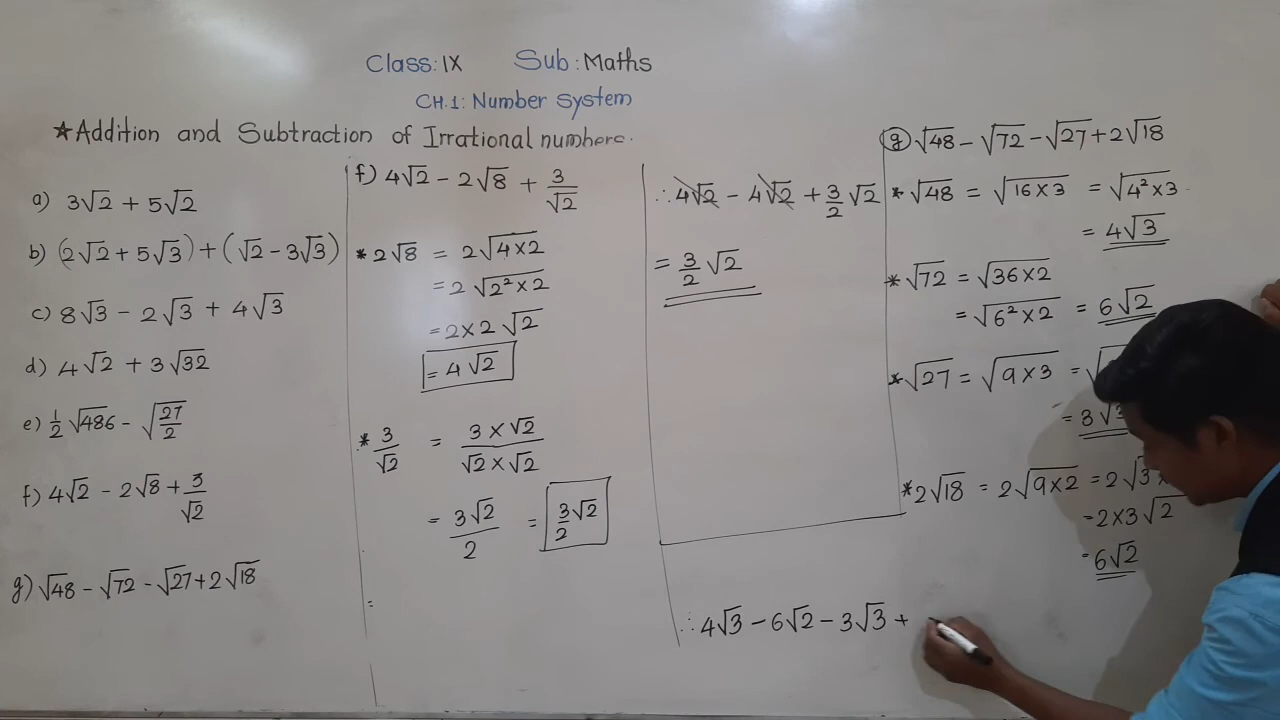 Class: IX Sub: Maths
CH.1: Number system
*Addition and Subtraction of Irrational numbers.
a) 3√2 + 5√2
b) (2√2 + 5√3) + (√2 - 3√3)
c) 8√3 - 2√3 + 4√3
d) 4√2 + 3√32
e) 1/2 √486 - √(27/2)
f) 4√2 - 2√8 + 3/√2
g) √48 - √72 - √27 + 2√18
f) 4√2 - 2√8 + 3/√2
*2√8 = 2√(4×2)
= 2√(2²×2)
= 2×2√2
= 4√2
*3/√2 = (3×√2)/(√2×√2)
= 3√2/2 = 3/2 √2
=
∴ 4√2 - 4√2 + 3/2 √2
= 3/2 √2
g) √48 - √72 - √27 + 2√18
*√48 = √(16×3) = √(4²×3)
= 4√3
*√72 = √(36×2)
= √(6²×2) = 6√2
*√27 = √(9×3) = √
= 3√3
*2√18 = 2√(9×2) = 2√3
= 2×3√2
= 6√2
∴ 4√3 - 6√2 - 3√3 +